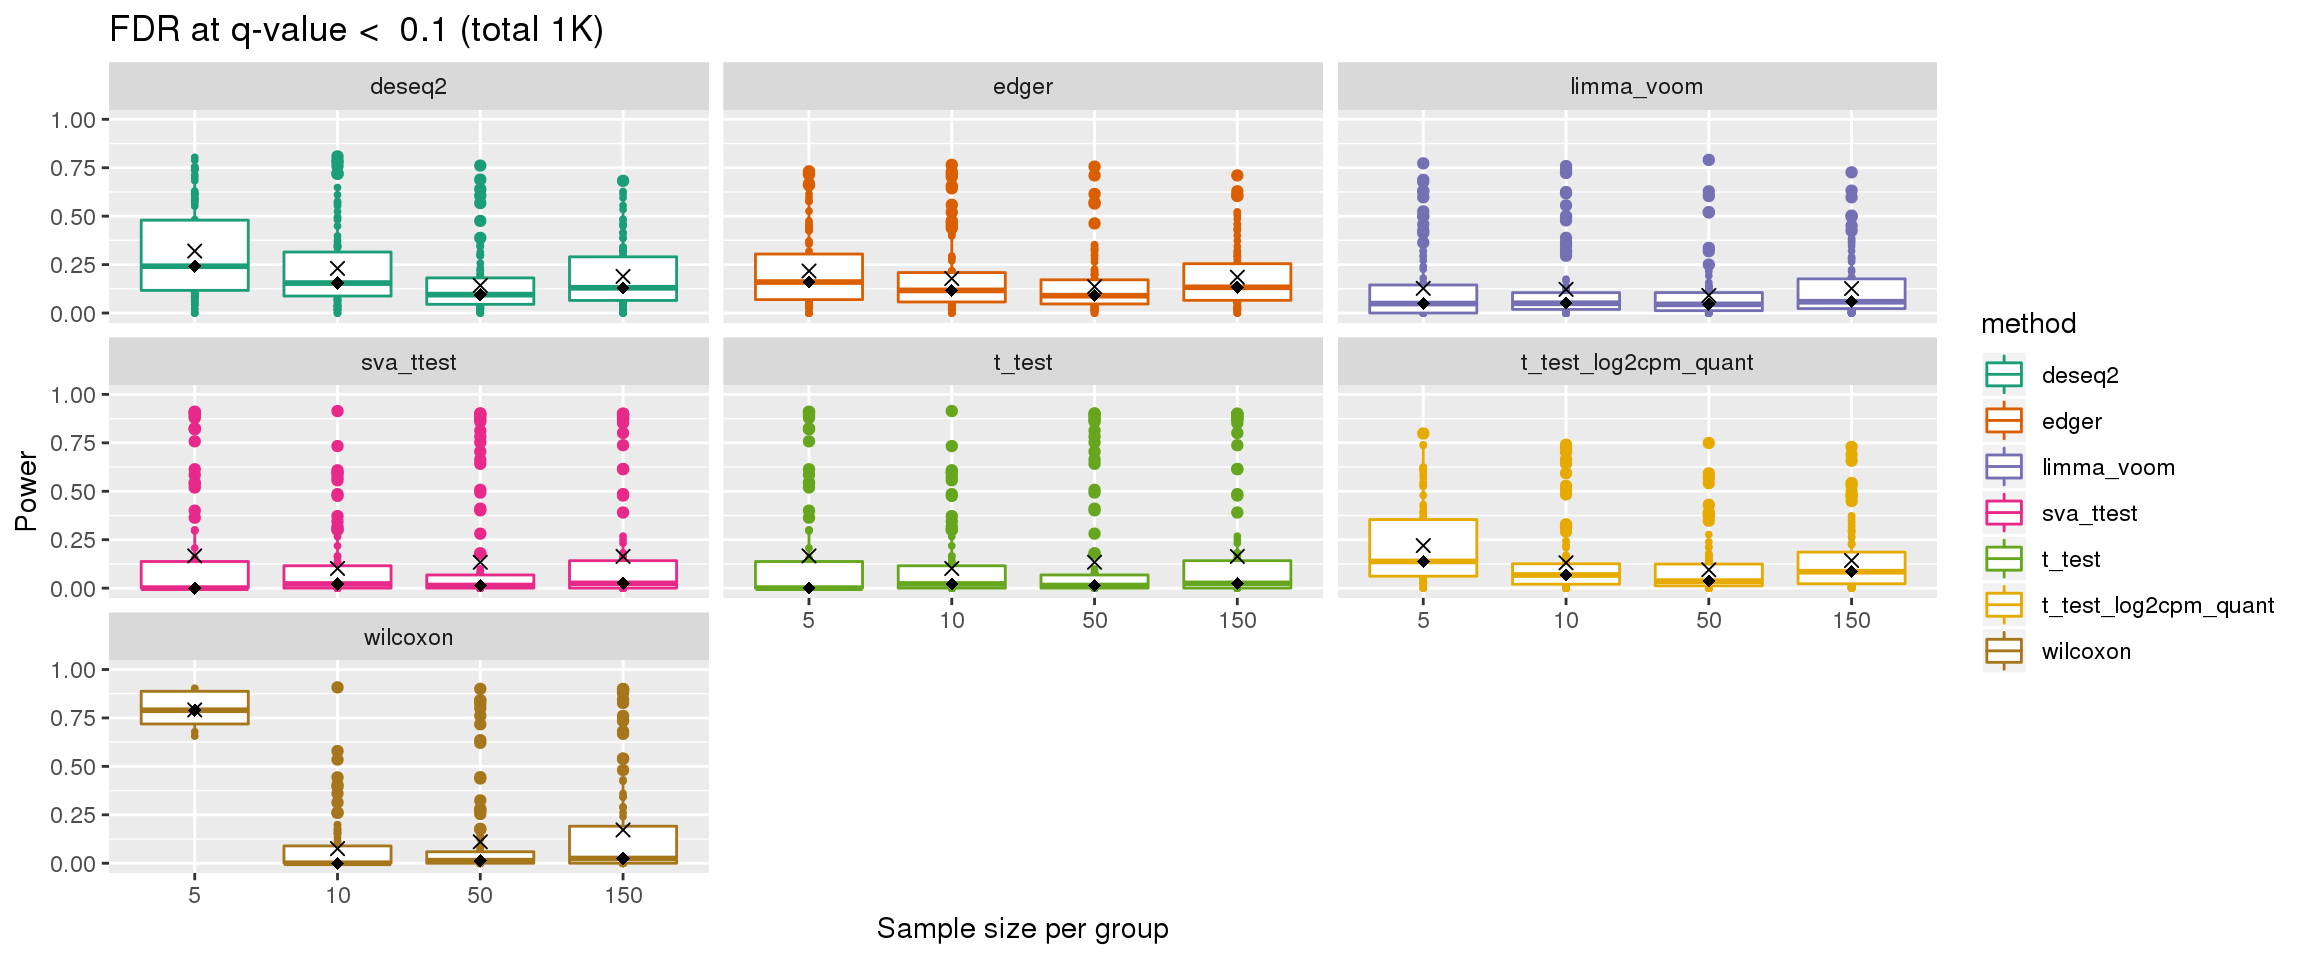 FDR at q-value <  0.1 (total 1K)
deseq2
edger
limma_voom
1.00
0.75
0.50
0.25
0.00
sva_ttest
t_test
t_test_log2cpm_quant
1.00
0.75
0.50
0.25
0.00
5
10
50
150
5
10
50
150
wilcoxon
1.00
0.75
0.50
0.25
0.00
5
10
50
150
Power
Sample size per group
method
deseq2
edger
limma_voom
sva_ttest
t_test
t_test_log2cpm_quant
wilcoxon